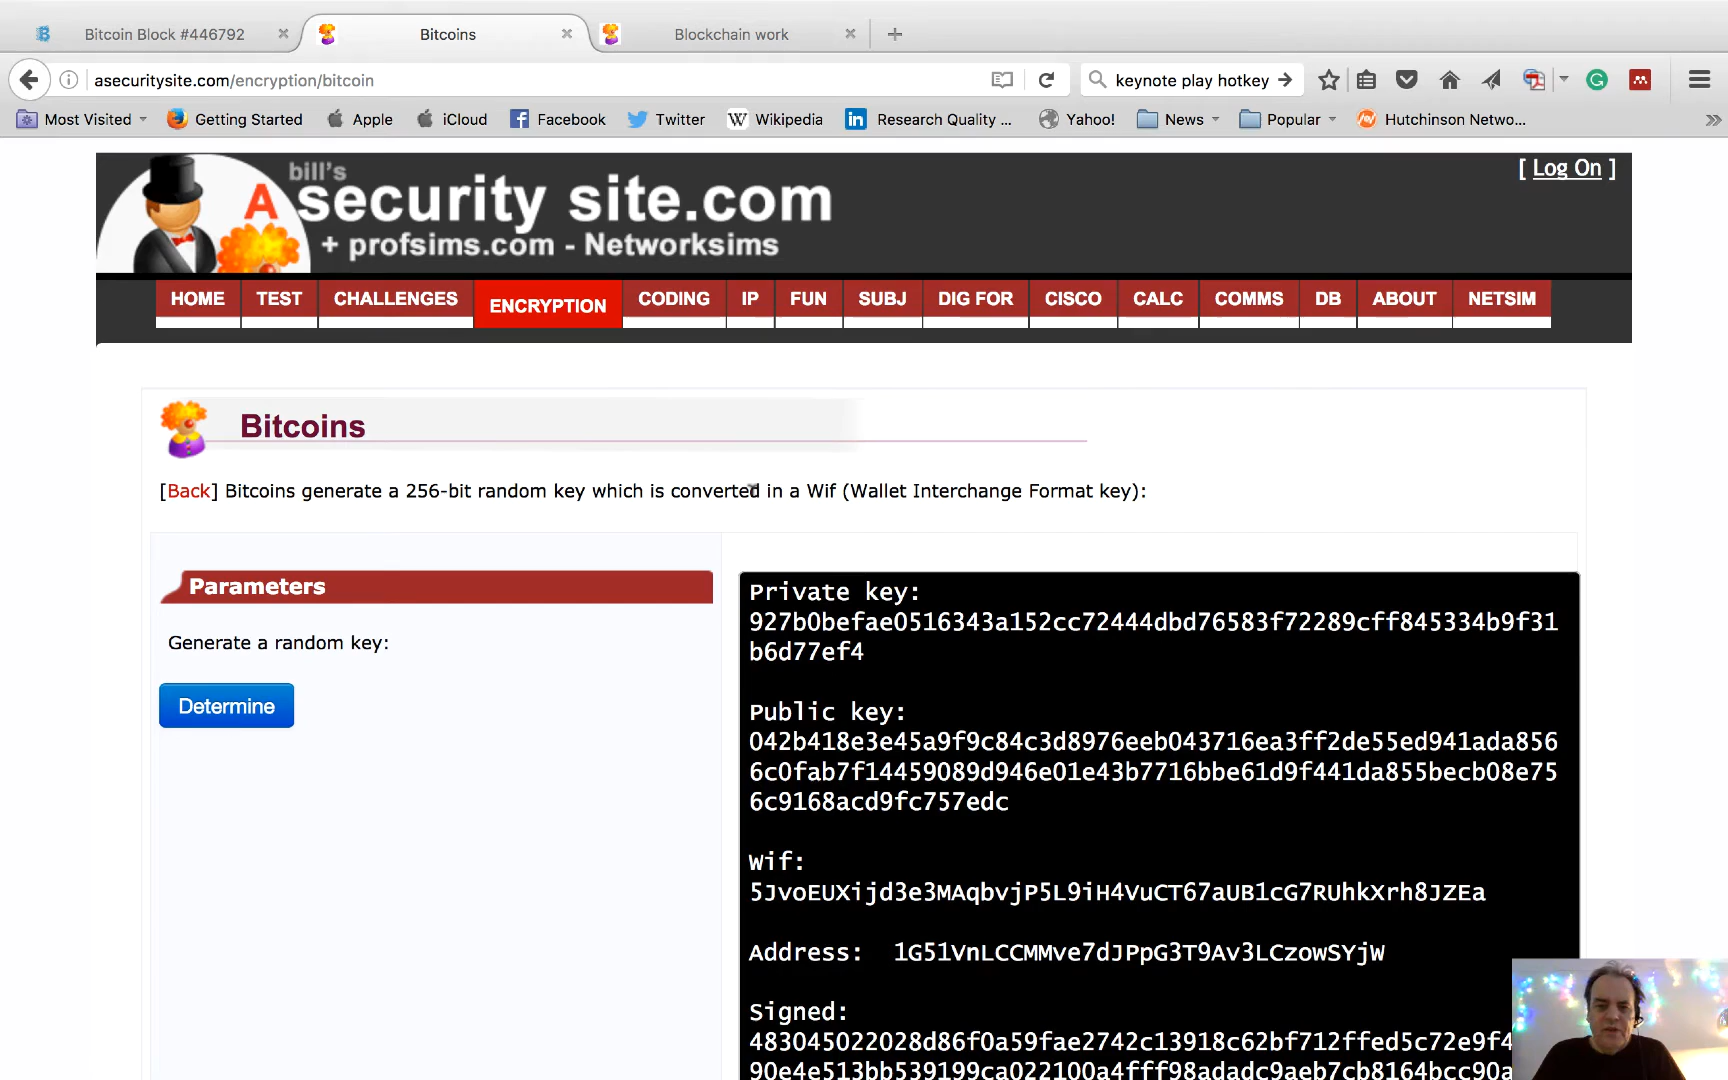 Bitcoin Block #446792
Bitcoins
Blockchain work
asecuritysite.com/encryption/bitcoin
keynote play hotkey
Most Visited
Getting Started
Apple
iCloud
Facebook
Twitter
Wikipedia
Research Quality ...
Yahoo!
News
Popular
Hutchinson Netwo...
[ Log On ]
bill's
A security site.com
+ profsims.com - Networksims
HOME
TEST
CHALLENGES
ENCRYPTION
CODING
IP
FUN
SUBJ
DIG FOR
CISCO
CALC
COMMS
DB
ABOUT
NETSIM
Bitcoins
[Back] Bitcoins generate a 256-bit random key which is converted in a Wif (Wallet Interchange Format key):
Parameters
Generate a random key:
Determine
Private key:
927b0befae0516343a152cc72444dbd76583f72289cff845334b9f31
b6d77ef4
Public key:
042b418e3e45a9f9c84c3d8976eeb043716ea3ff2de55ed941ada856
6c0fab7f14459089d946e01e43b7716bbe61d9f441da855becb08e75
6c9168acd9fc757edc
Wif:
5JvoEUXijd3e3MAqbvjP5L9iH4VuCT67aUB1cG7RUhkXrh8JZEa
Address: 1G51VnLCCMMve7dJPpG3T9Av3LCzowSYjW
Signed:
483045022028d86f0a59fae2742c13918c62bf712ffed5c72e9f4
90e4e513bb539199ca022100a4fff98adadc9aeb7cb8164bcc90a